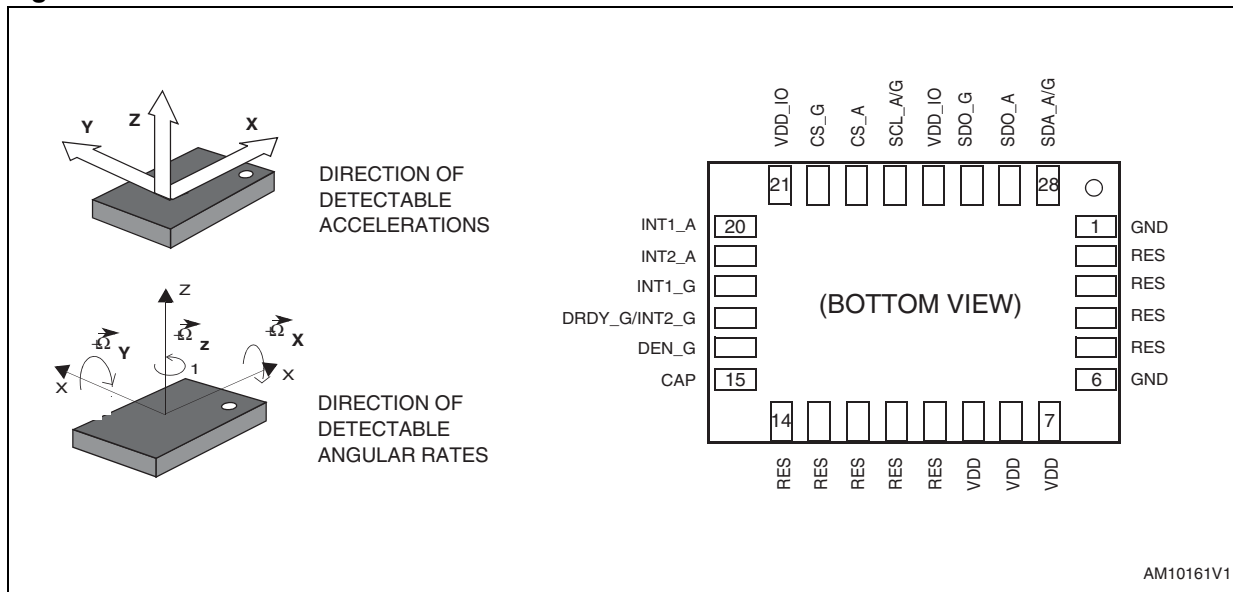 Z
Y
X
DIRECTION OF
DETECTABLE
ACCELERATIONS
Z
Ω
Y
Ω
z
Ω
X
1
X
X
DIRECTION OF
DETECTABLE
ANGULAR RATES
VDD_IO
CS_G
CS_A
SCL_A/G
VDD_IO
SDO_G
SDO_A
SDA_A/G
21
28
INT1_A 20
INT2_A
INT1_G
DRDY_G/INT2_G
DEN_G
CAP 15
(BOTTOM VIEW)
1 GND
RES
RES
RES
RES
6 GND
14
7
RES
RES
RES
RES
RES
VDD
VDD
VDD
AM10161V1